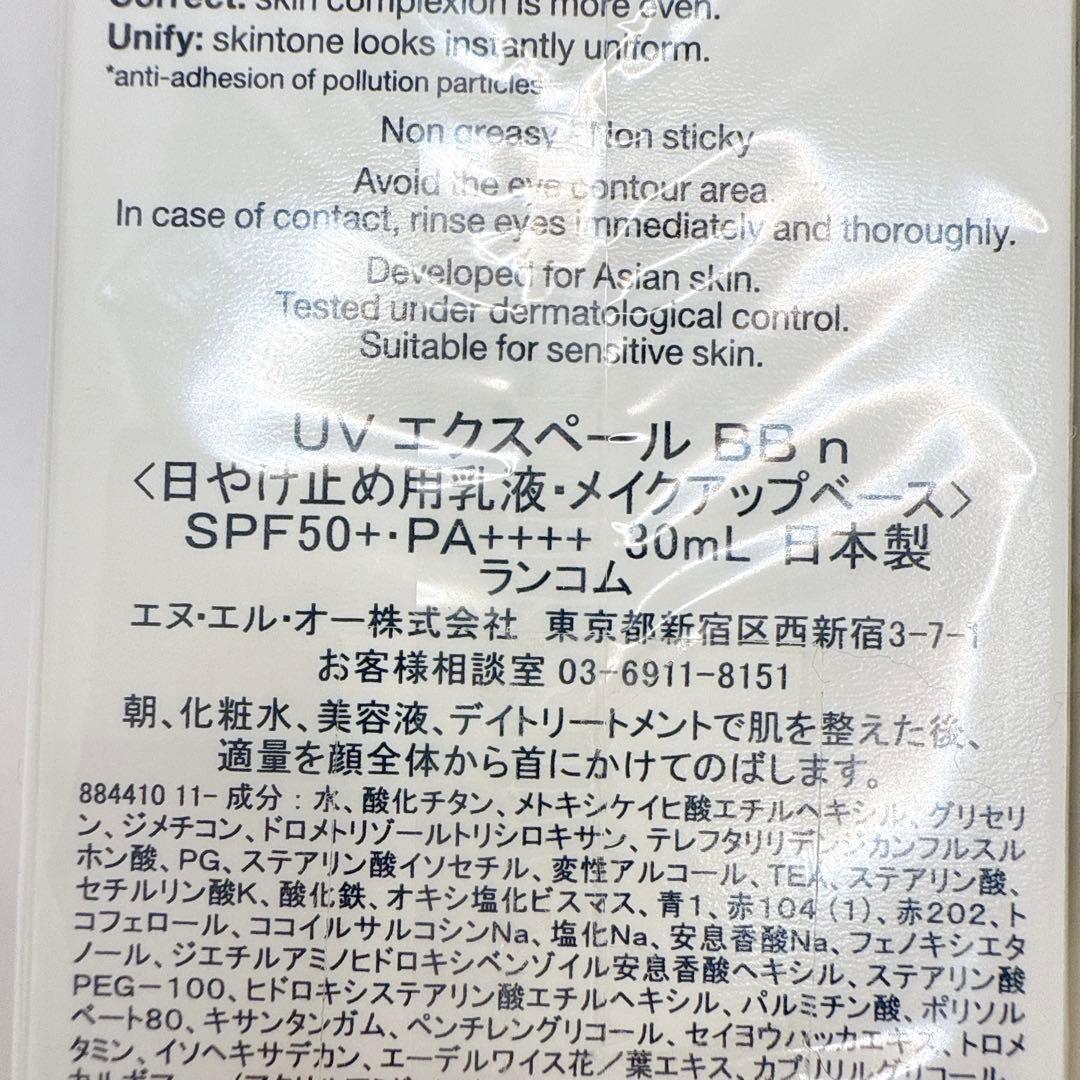 Correct: skin complexion is more even.
Unify: skintone looks instantly uniform.
*anti-adhesion of pollution particles
Non greasy - Non sticky
Avoid the eye contour area.
In case of contact, rinse eyes immediately and thoroughly.
Developed for Asian skin.
Tested under dermatological control.
Suitable for sensitive skin.
UV エクスペール BB n
〈日やけ止め用乳液・メイクアップベース〉
SPF50+・PA++++ 30mL 日本製
ランコム
エヌ・エル・オー株式会社 東京都新宿区西新宿3-7-1
お客様相談室 03-6911-8151
朝、化粧水、美容液、デイトリートメントで肌を整えた後、
適量を顔全体から首にかけてのばします。
884410 11- 成分：水、酸化チタン、メトキシケイヒ酸エチルヘキシル、グリセリ
ン、ジメチコン、ドロメトリゾールトリシロキサン、テレフタリリデンジカンフルスル
ホン酸、PG、ステアリン酸イソセチル、変性アルコール、TEA、ステアリン酸、
セチルリン酸K、酸化鉄、オキシ塩化ビスマス、青1、赤104（1）、赤202、ト
コフェロール、ココイルサルコシンNa、塩化Na、安息香酸Na、フェノキシエタ
ノール、ジエチルアミノヒドロキシベンゾイル安息香酸ヘキシル、ステアリン酸
PEG－100、ヒドロキシステアリン酸エチルヘキシル、パルミチン酸、ポリソル
ベート80、キサンタンガム、ペンチレングリコール、セイヨウハッカエキス、トロメ
タミン、イソヘキサデカン、エーデルワイス花／葉エキス、カプリリルグリコール、